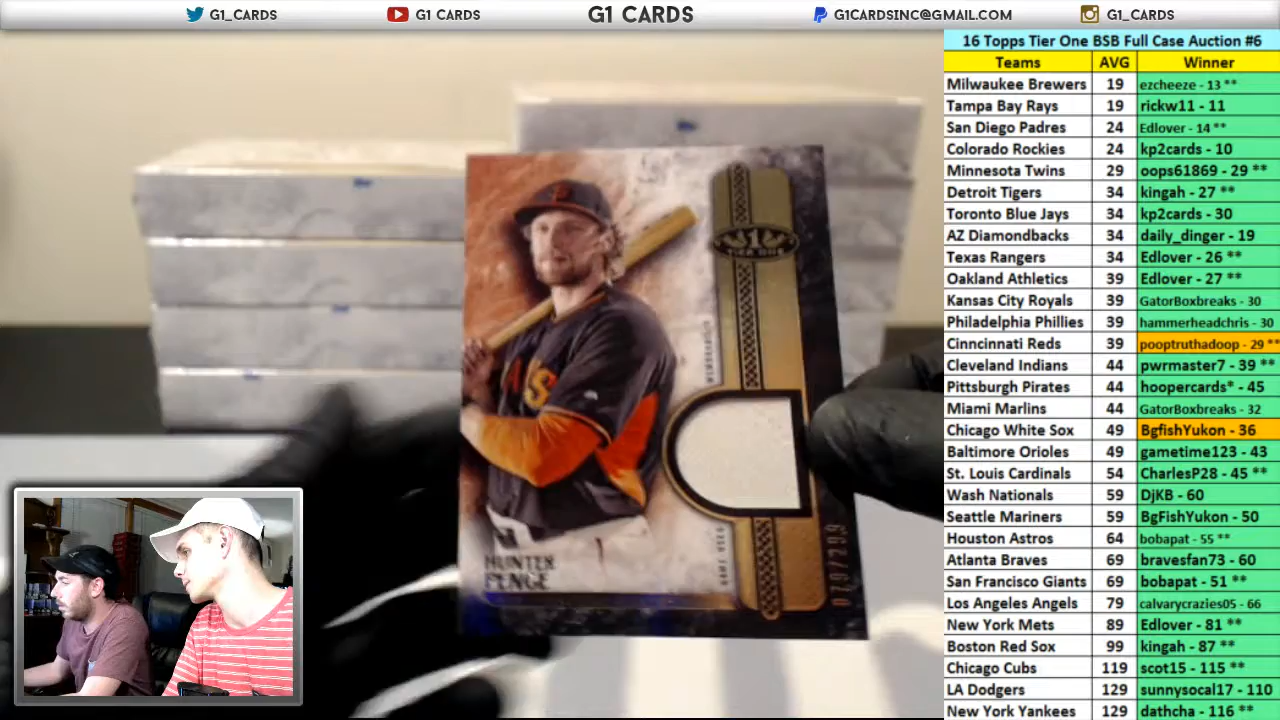 G1_CARDS
G1 CARDS
G1 CARDS
G1CARDSINC@GMAIL.COM
G1_CARDS
16 Topps Tier One BSB Full Case Auction #6
Teams AVG Winner
Milwaukee Brewers 19 ezcheeze - 13 **
Tampa Bay Rays 19 rickw11 - 11
San Diego Padres 24 Edlover - 14 **
Colorado Rockies 24 kp2cards - 10
Minnesota Twins 29 oops61869 - 29 **
Detroit Tigers 34 kingah - 27 **
Toronto Blue Jays 34 kp2cards - 30
AZ Diamondbacks 34 daily_dinger - 19
Texas Rangers 34 Edlover - 26 **
Oakland Athletics 39 Edlover - 27 **
Kansas City Royals 39 GatorBoxbreaks - 30
Philadelphia Phillies 39 hammerheadchris - 30
Cinncinnati Reds 39 pooptruthadoop - 29 **
Cleveland Indians 44 pwrmaster7 - 39 **
Pittsburgh Pirates 44 hoopercards* - 45
Miami Marlins 44 GatorBoxbreaks - 32
Chicago White Sox 49 BgfishYukon - 36
Baltimore Orioles 49 gametime123 - 43
St. Louis Cardinals 54 CharlesP28 - 45 **
Wash Nationals 59 DjKB - 60
Seattle Mariners 59 BgFishYukon - 50
Houston Astros 64 bobapat - 55 **
Atlanta Braves 69 bravesfan73 - 60
San Francisco Giants 69 bobapat - 51 **
Los Angeles Angels 79 calvarycrazies05 - 66
New York Mets 89 Edlover - 81 **
Boston Red Sox 99 kingah - 87 **
Chicago Cubs 119 scot15 - 115 **
LA Dodgers 129 sunnysocal17 - 110
New York Yankees 129 dathcha - 116 **
1
TIER ONE
HUNTER
PENCE
GAME USED
MEMORABILIA
079/299